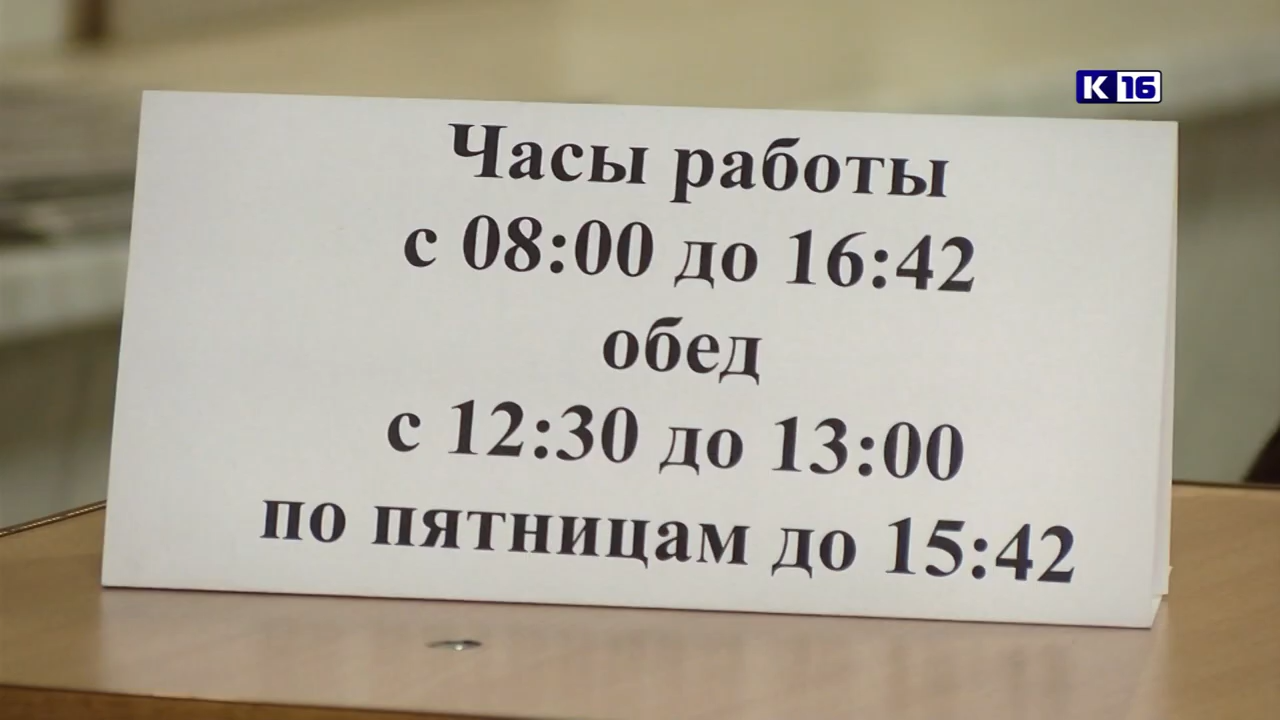 К 16
Часы работы
с 08:00 до 16:42
обед
с 12:30 до 13:00
по пятницам до 15:42